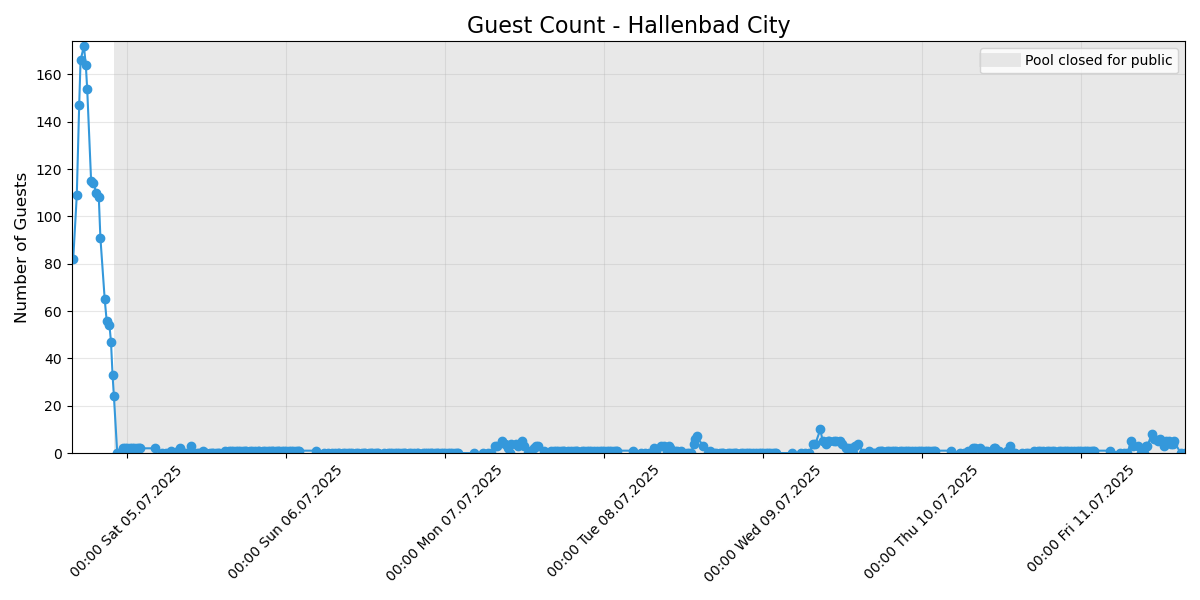 Guest Count - Hallenbad City
Pool closed for public
Number of Guests
160
140
120
100
80
60
40
20
0
00:00 Sat 05.07.2025
00:00 Sun 06.07.2025
00:00 Mon 07.07.2025
00:00 Tue 08.07.2025
00:00 Wed 09.07.2025
00:00 Thu 10.07.2025
00:00 Fri 11.07.2025